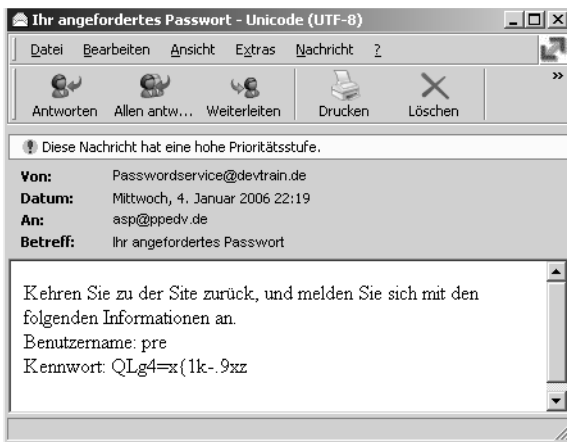 Ihr angefordertes Passwort - Unicode (UTF-8)
Datei Bearbeiten Ansicht Extras Nachricht ?
Antworten Allen antw... Weiterleiten Drucken Löschen »
Diese Nachricht hat eine hohe Prioritätsstufe.
Von: Passwordservice@devtrain.de
Datum: Mittwoch, 4. Januar 2006 22:19
An: asp@ppedv.de
Betreff: Ihr angefordertes Passwort
Kehren Sie zu der Site zurück, und melden Sie sich mit den
folgenden Informationen an.
Benutzername: pre
Kennwort: QLg4=x{1k-.9xz